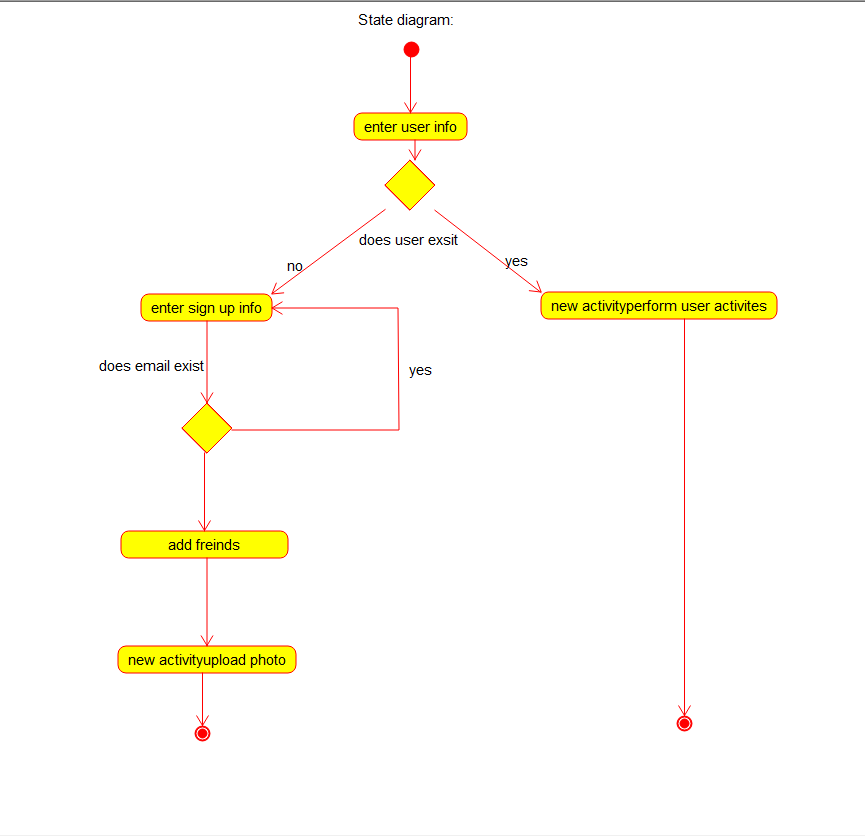 State diagram:
enter user info
does user exsit
no
yes
enter sign up info
new activityperform user activites
does email exist
yes
add freinds
new activityupload photo